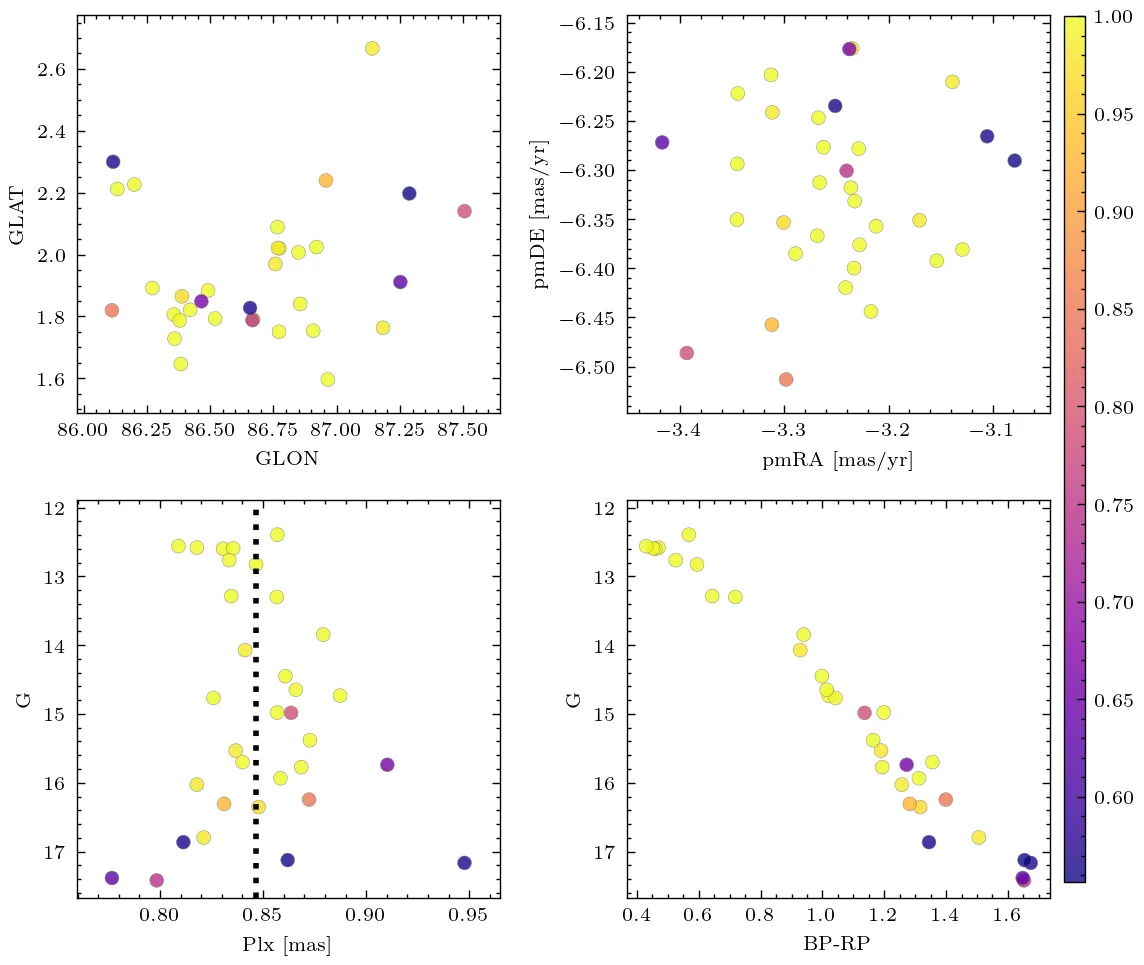 2.6
2.4
2.2
2.0
1.8
1.6
GLAT
86.00 86.25 86.50 86.75 87.00 87.25 87.50
GLON
−6.15
−6.20
−6.25
−6.30
−6.35
−6.40
−6.45
−6.50
pmDE [mas/yr]
−3.4 −3.3 −3.2 −3.1
pmRA [mas/yr]
12
13
14
15
16
17
G
0.80 0.85 0.90 0.95
Plx [mas]
12
13
14
15
16
17
G
0.4 0.6 0.8 1.0 1.2 1.4 1.6
BP-RP
1.00
0.95
0.90
0.85
0.80
0.75
0.70
0.65
0.60